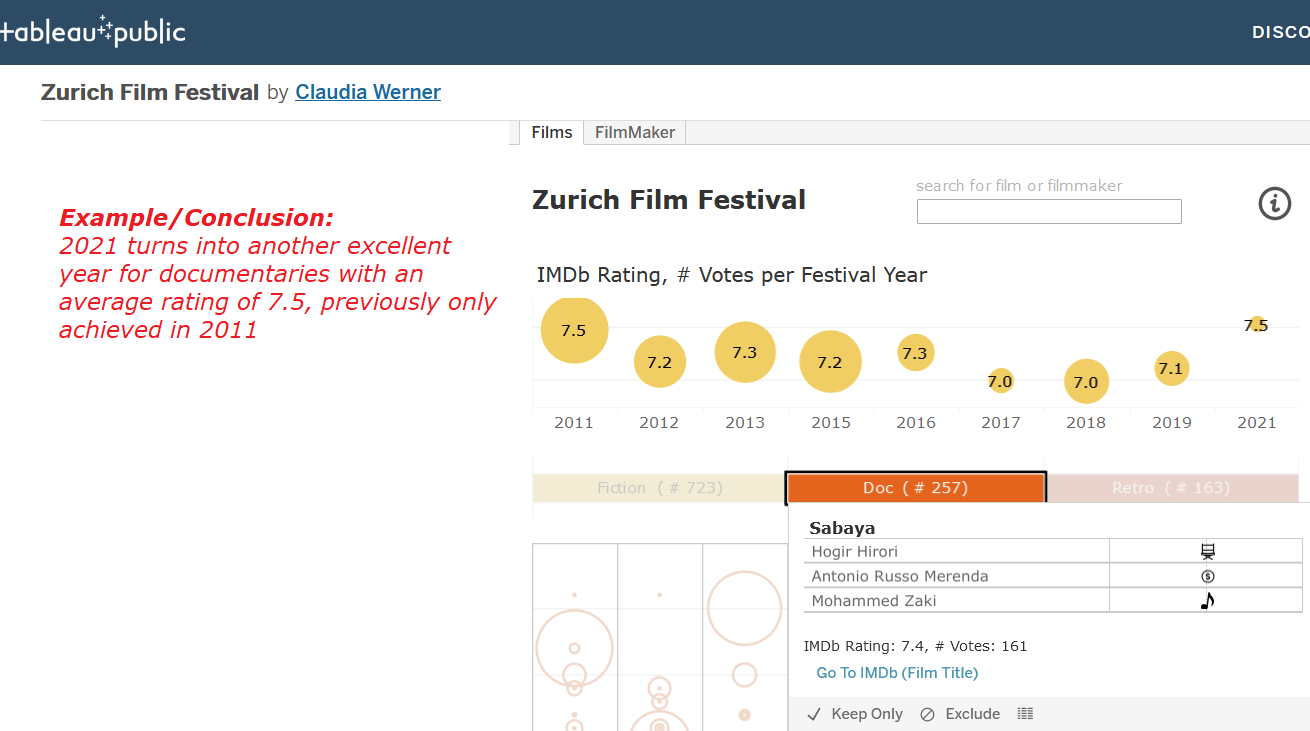 tableau public
DISCO
Zurich Film Festival by Claudia Werner
Films FilmMaker
Example/Conclusion:
2021 turns into another excellent
year for documentaries with an
average rating of 7.5, previously only
achieved in 2011
Zurich Film Festival
search for film or filmmaker
i
IMDb Rating, # Votes per Festival Year
7.5 7.2 7.3 7.2 7.3 7.0 7.0 7.1 7.5
2011 2012 2013 2015 2016 2017 2018 2019 2021
Fiction ( # 723) Doc ( # 257) Retro ( # 163)
Sabaya
Hogir Hirori
Antonio Russo Merenda
Mohammed Zaki
IMDb Rating: 7.4, # Votes: 161
Go To IMDb (Film Title)
Keep Only Exclude